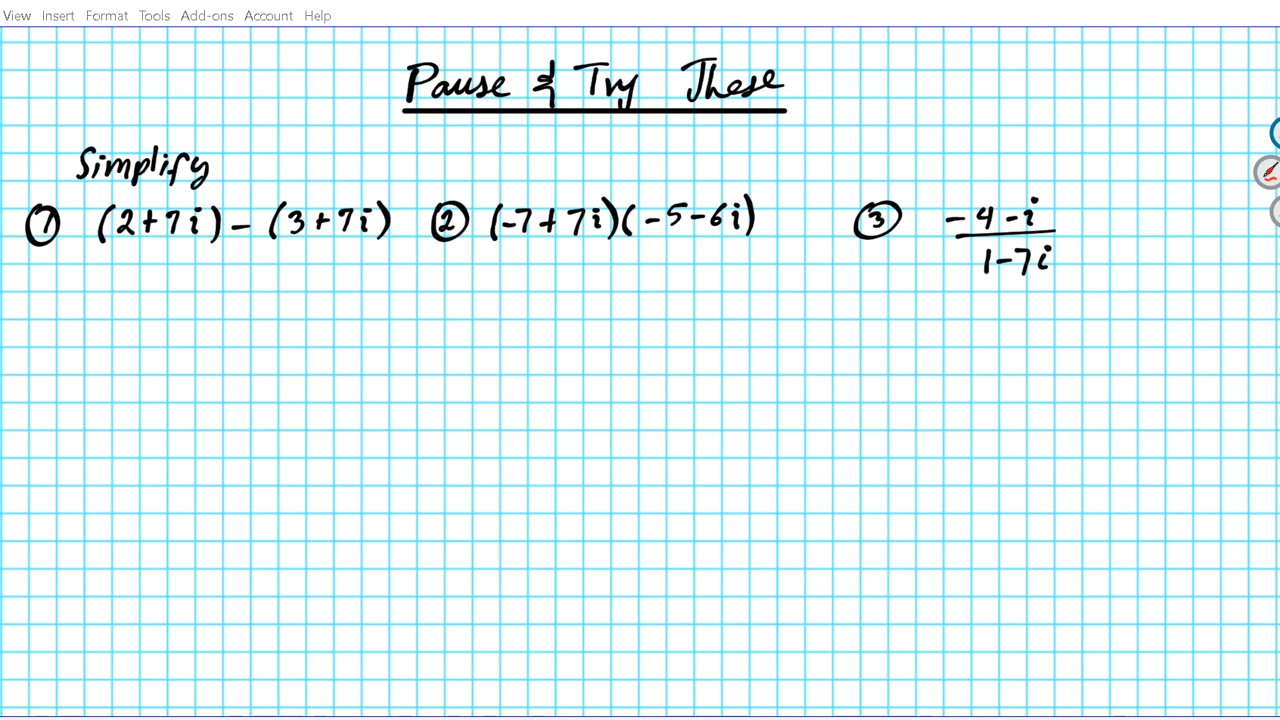 View Insert Format Tools Add-ons Account Help
Pause & Try These
Simplify
① (2+7i) - (3+7i) ② (-7+7i)(-5-6i) ③ -4-i
1-7i